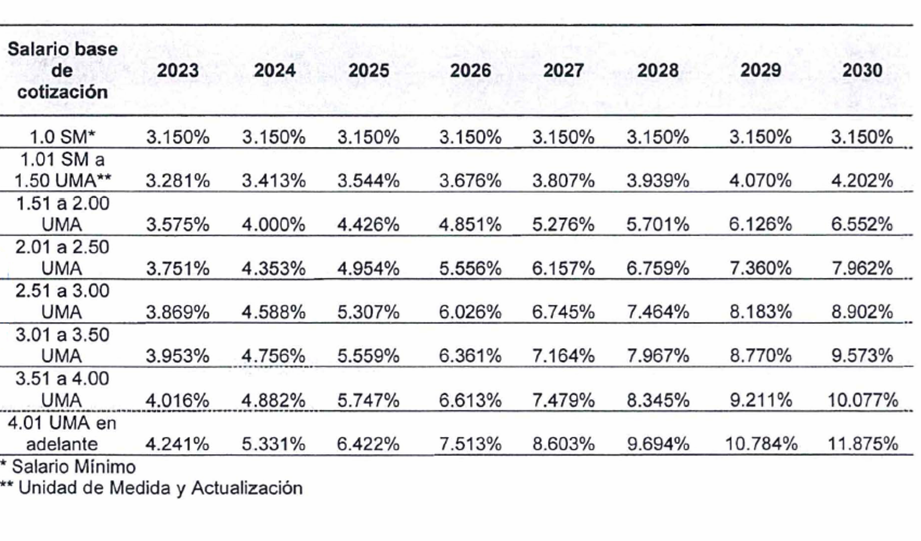 Salario base de cotización 2023 2024 2025 2026 2027 2028 2029 2030
1.0 SM* 3.150% 3.150% 3.150% 3.150% 3.150% 3.150% 3.150% 3.150%
1.01 SM a
1.50 UMA** 3.281% 3.413% 3.544% 3.676% 3.807% 3.939% 4.070% 4.202%
1.51 a 2.00
UMA 3.575% 4.000% 4.426% 4.851% 5.276% 5.701% 6.126% 6.552%
2.01 a 2.50
UMA 3.751% 4.353% 4.954% 5.556% 6.157% 6.759% 7.360% 7.962%
2.51 a 3.00
UMA 3.869% 4.588% 5.307% 6.026% 6.745% 7.464% 8.183% 8.902%
3.01 a 3.50
UMA 3.953% 4.756% 5.559% 6.361% 7.164% 7.967% 8.770% 9.573%
3.51 a 4.00
UMA 4.016% 4.882% 5.747% 6.613% 7.479% 8.345% 9.211% 10.077%
4.01 UMA en
adelante 4.241% 5.331% 6.422% 7.513% 8.603% 9.694% 10.784% 11.875%
* Salario Mínimo
** Unidad de Medida y Actualización